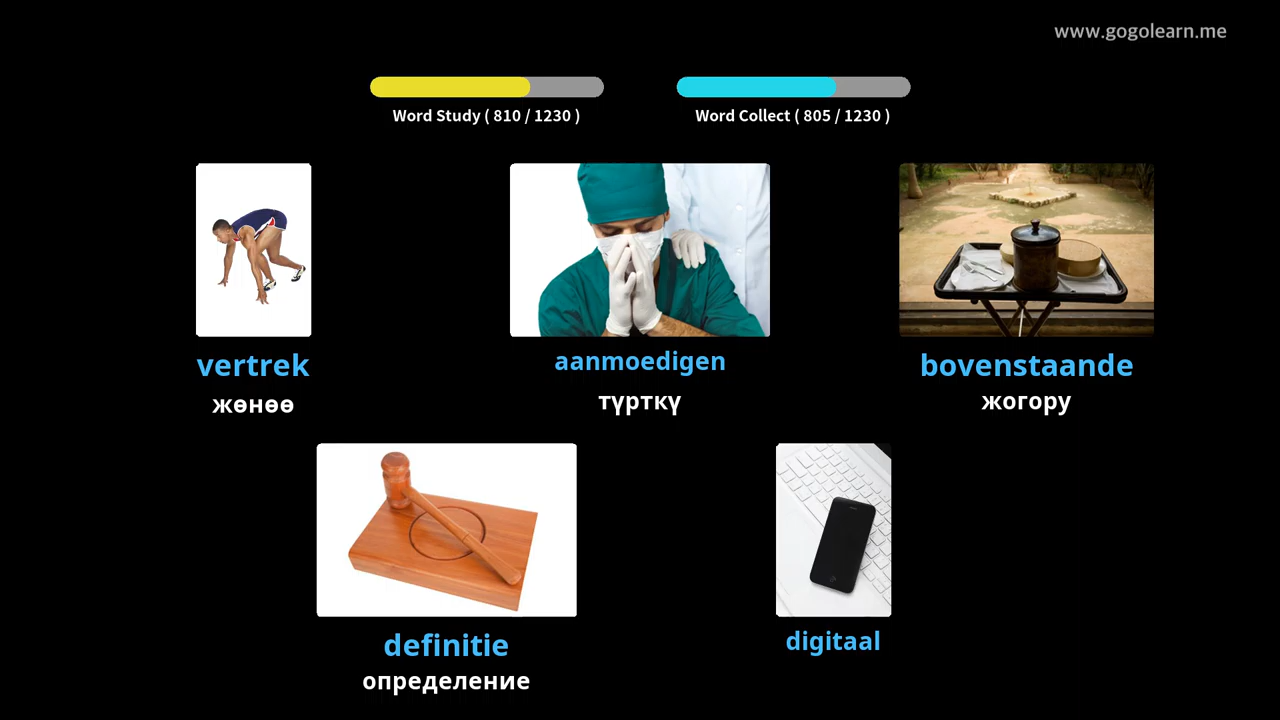 www.gogolearn.me
Word Study ( 810 / 1230 )
Word Collect ( 805 / 1230 )
vertrek
aanmoedigen
bovenstaande
жөнөө
түрткү
жогору
definitie
digitaal
определение